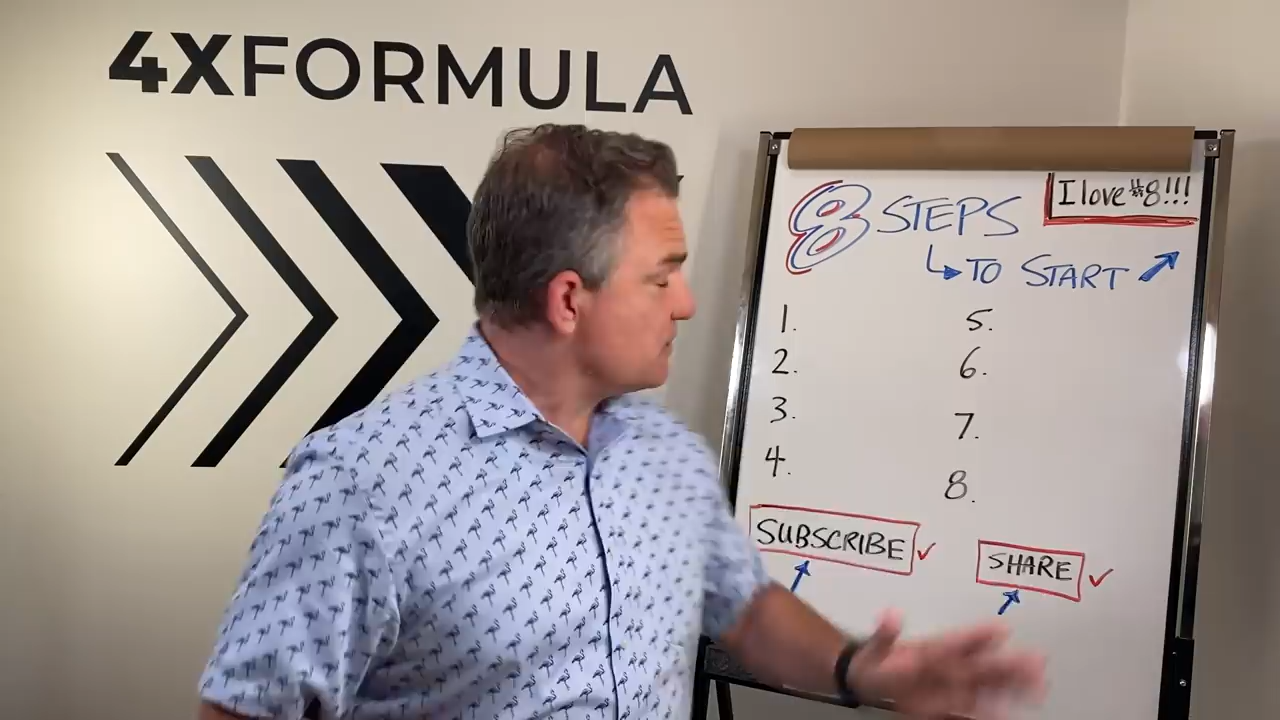 4XFORMULA
I love #8!!!
8 STEPS
↳TO START
1.
2.
3.
4.
5.
6.
7.
8.
SUBSCRIBE ✓
SHARE ✓